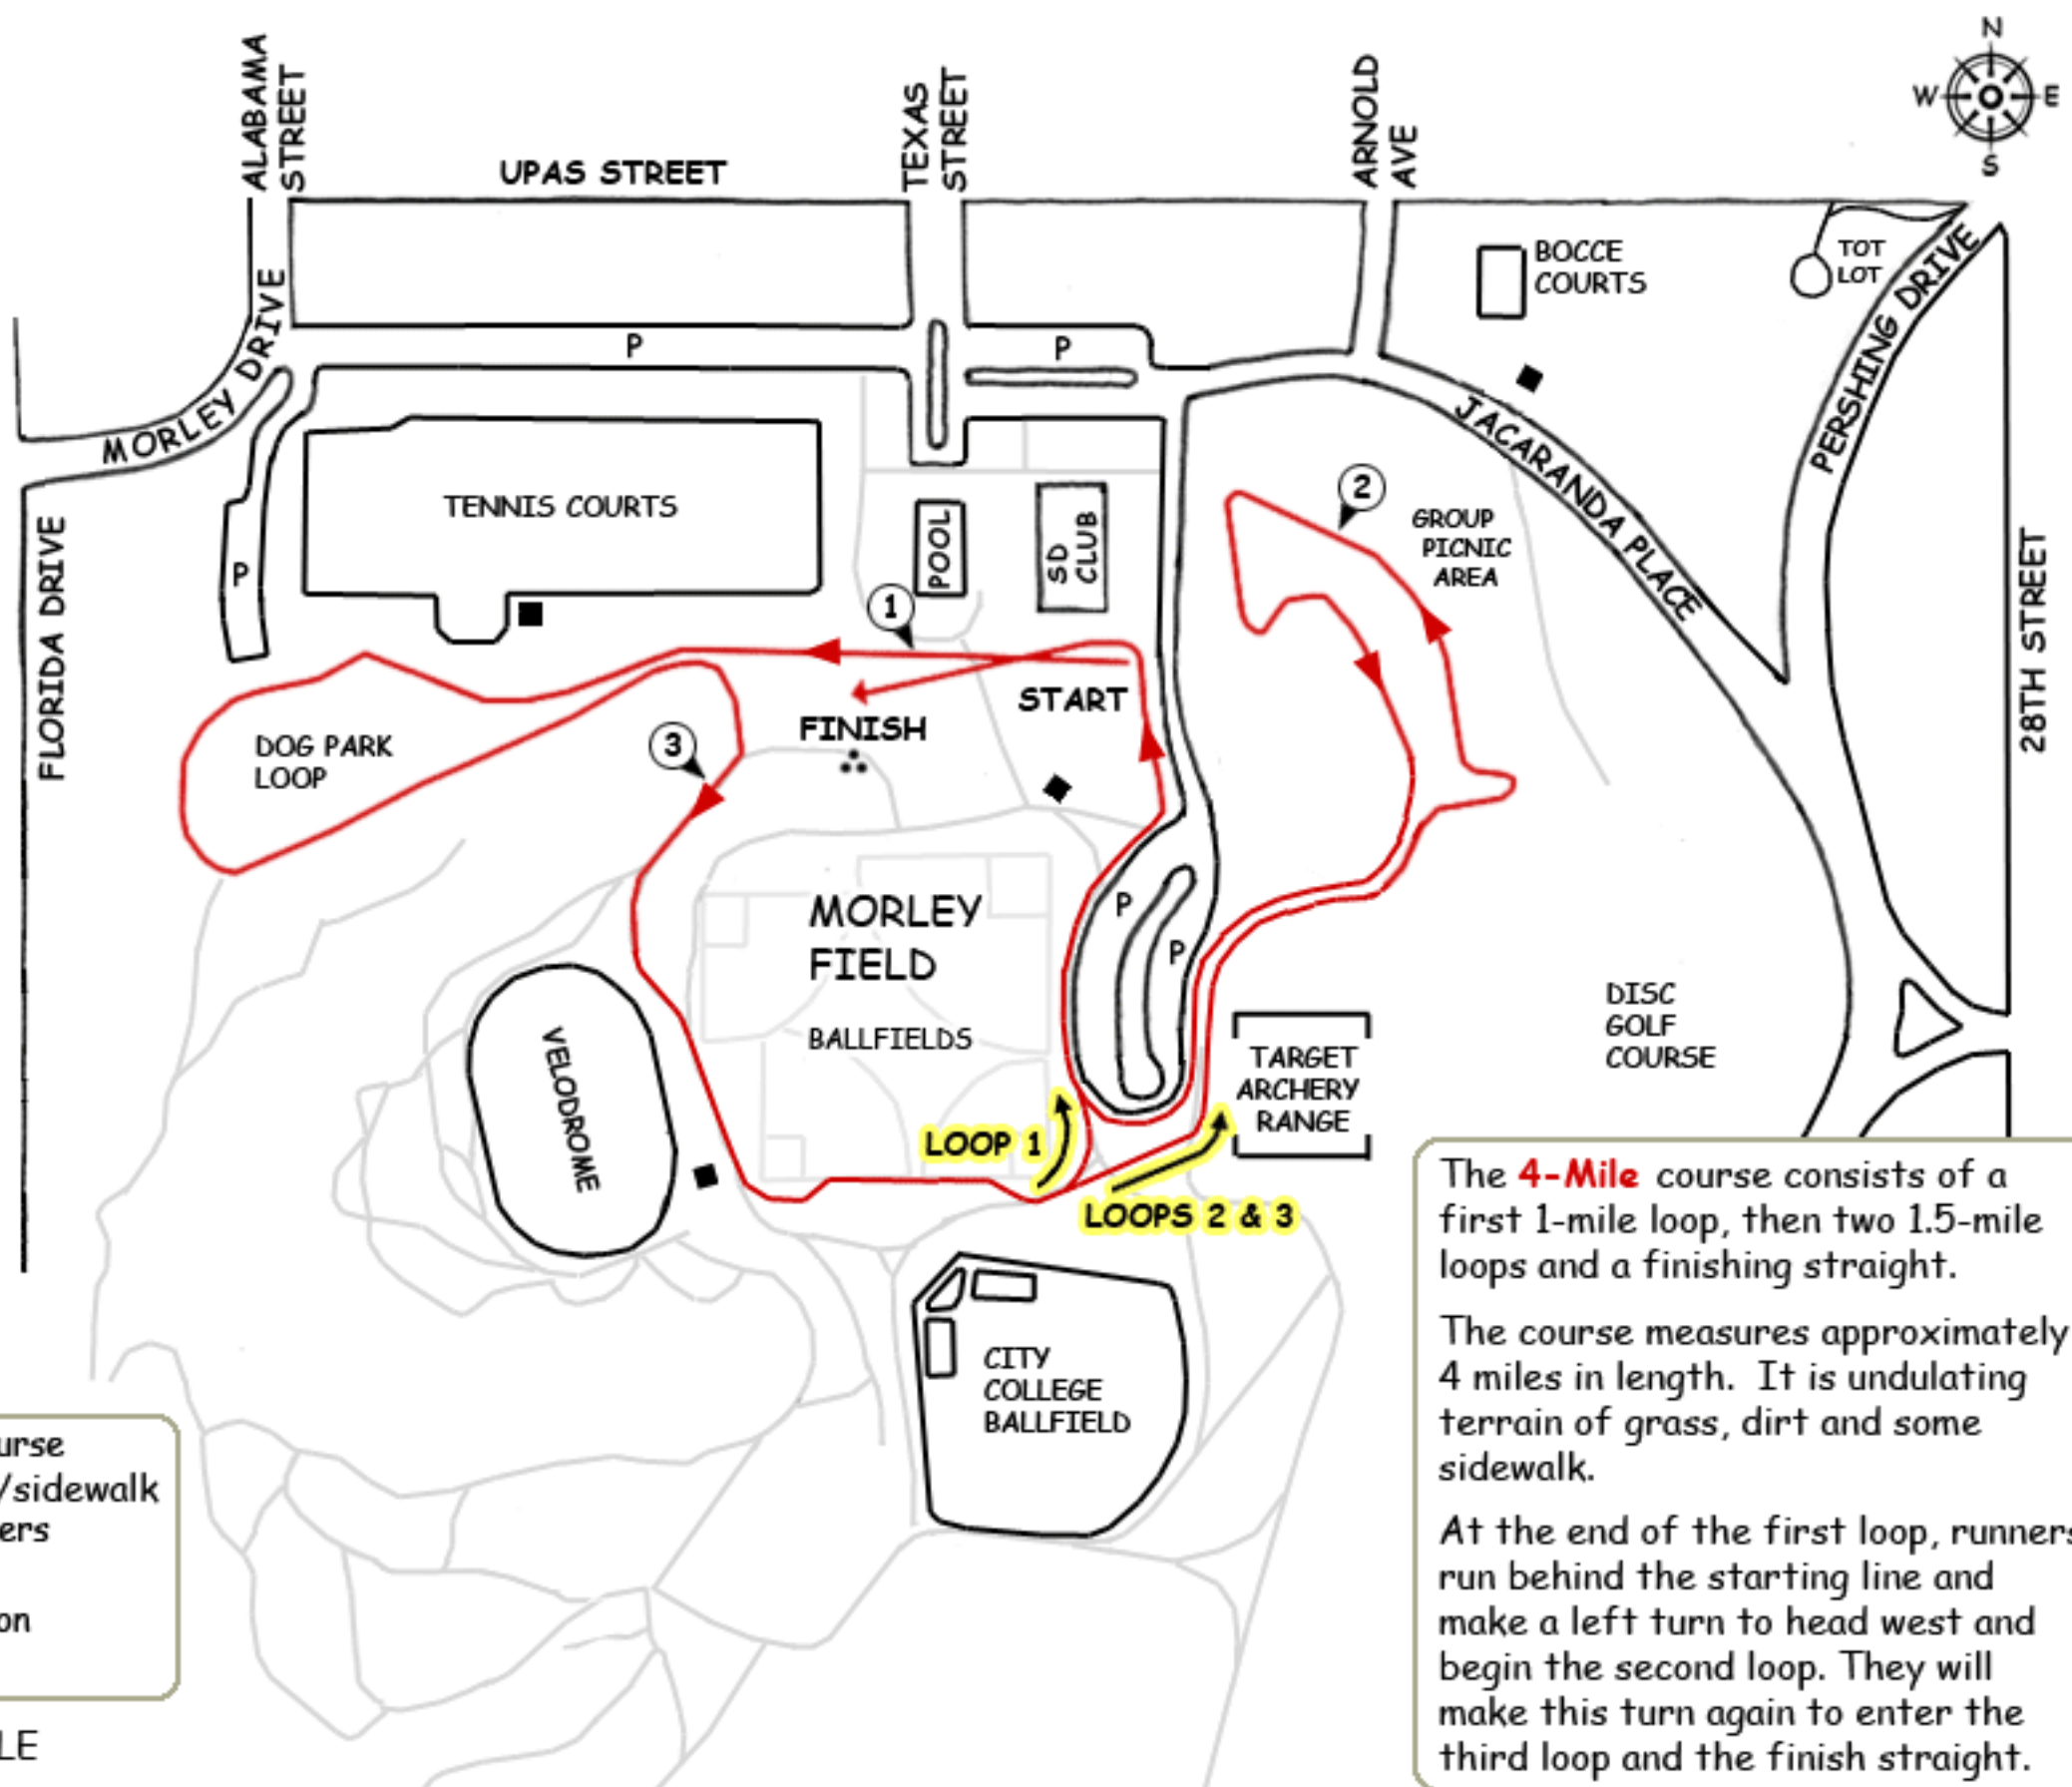 N
W E
S
ALABAMA
STREET
UPAS STREET
TEXAS
STREET
ARNOLD
AVE
BOCCE
COURTS
TOT
LOT
PERSHING DRIVE
MORLEY DRIVE
P
P
JACARANDA PLACE
TENNIS COURTS
POOL
SD
CLUB
2
GROUP
PICNIC
AREA
P
FLORIDA DRIVE
28TH STREET
1
START
FINISH
3
DOG PARK
LOOP
MORLEY
FIELD
BALLFIELDS
P
P
VELODROME
DISC
GOLF
COURSE
TARGET
ARCHERY
RANGE
LOOP 1
LOOPS 2 & 3
CITY
COLLEGE
BALLFIELD
The 4-Mile course consists of a
first 1-mile loop, then two 1.5-mile
loops and a finishing straight.
The course measures approximately
4 miles in length. It is undulating
terrain of grass, dirt and some
sidewalk.
At the end of the first loop, runners
run behind the starting line and
make a left turn to head west and
begin the second loop. They will
make this turn again to enter the
third loop and the finish straight.
urse
/sidewalk
ers
on
LE